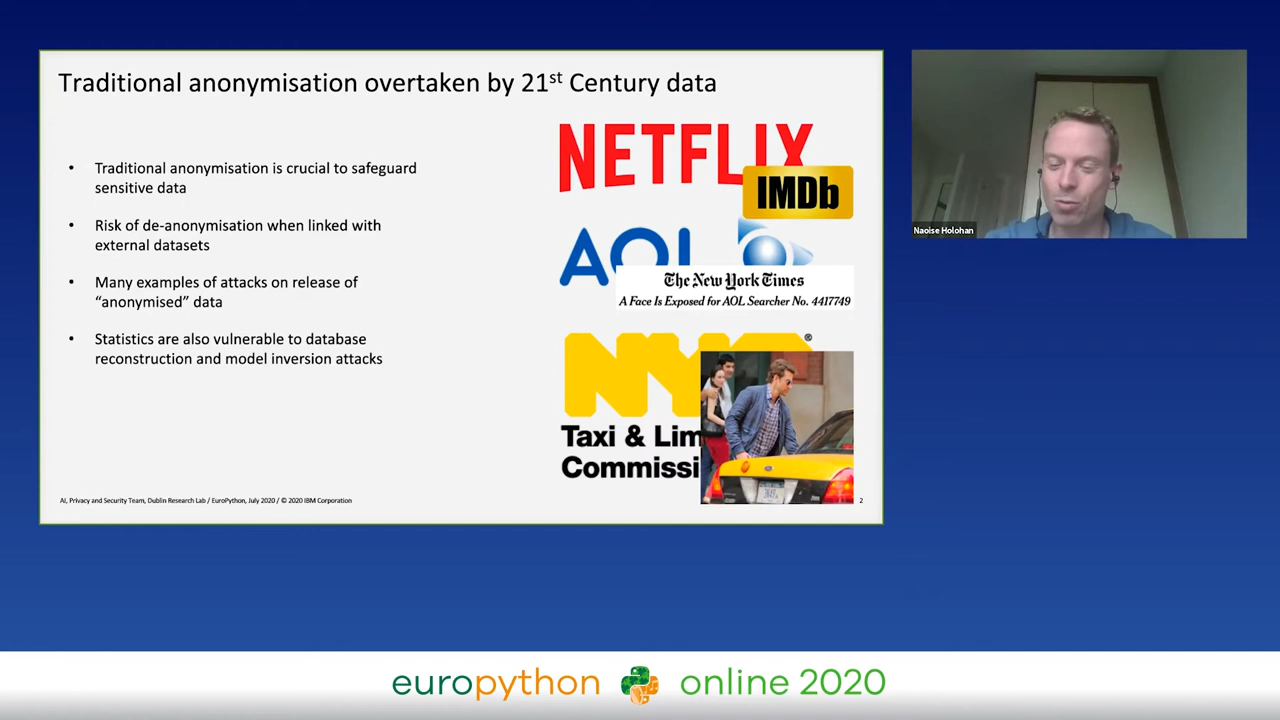 Traditional anonymisation overtaken by 21st Century data
• Traditional anonymisation is crucial to safeguard
sensitive data
• Risk of de-anonymisation when linked with
external datasets
• Many examples of attacks on release of
“anonymised” data
• Statistics are also vulnerable to database
reconstruction and model inversion attacks
NETFLIX
IMDb
AOL
The New York Times
A Face Is Exposed for AOL Searcher No. 4417749
NYC
®
Taxi & Lim
Commissi
AI, Privacy and Security Team, Dublin Research Lab / EuroPython, July 2020 / © 2020 IBM Corporation
2
Naoise Holohan
europython online 2020